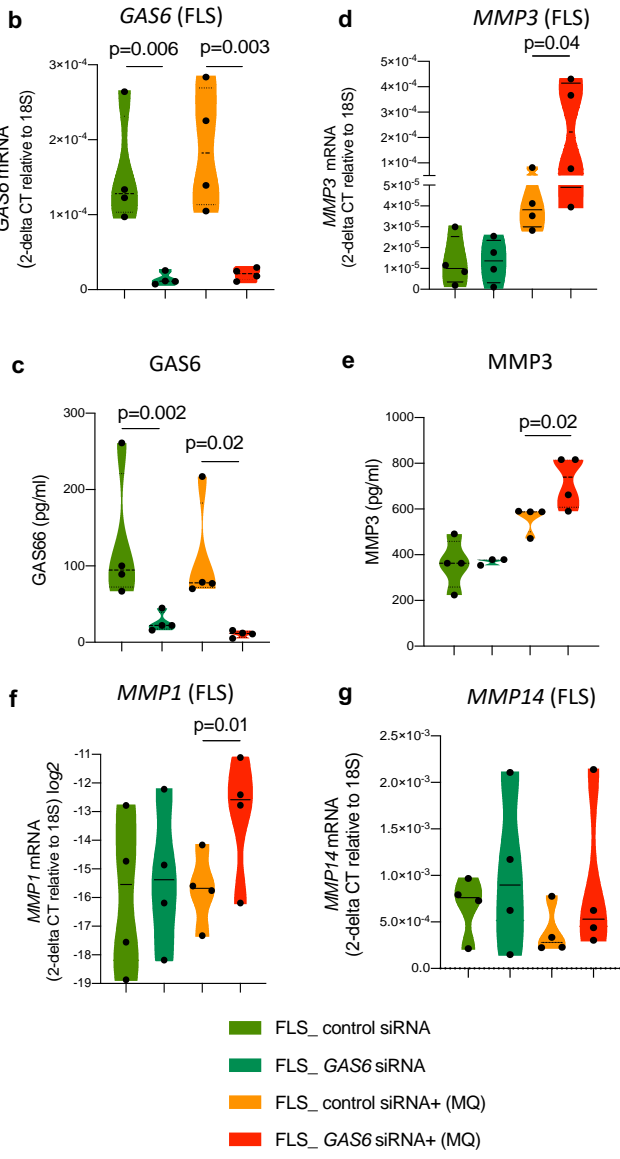 b
GAS6 (FLS)
p=0.006
p=0.003
GAS6 mRNA
(2-delta CT relative to 18S)
3×10⁻⁴
2×10⁻⁴
1×10⁻⁴
0
d
MMP3 (FLS)
p=0.04
MMP3 mRNA
(2-delta CT relative to 18S)
5×10⁻⁴
4×10⁻⁴
3×10⁻⁴
2×10⁻⁴
1×10⁻⁴
5×10⁻⁵
4×10⁻⁵
3×10⁻⁵
2×10⁻⁵
1×10⁻⁵
0
c
GAS6
p=0.002
p=0.02
GAS66 (pg/ml)
300
200
100
0
e
MMP3
p=0.02
MMP3 (pg/ml)
1000
800
600
400
200
0
f
MMP1 (FLS)
p=0.01
MMP1 mRNA
(2-delta CT relative to 18S) log2
-11
-12
-13
-14
-15
-16
-17
-18
-19
g
MMP14 (FLS)
MMP14 mRNA
(2-delta CT relative to 18S)
2.5×10⁻³
2.0×10⁻³
1.5×10⁻³
1.0×10⁻³
5.0×10⁻⁴
0.0
FLS_ control siRNA
FLS_ GAS6 siRNA
FLS_ control siRNA+ (MQ)
FLS_ GAS6 siRNA+ (MQ)